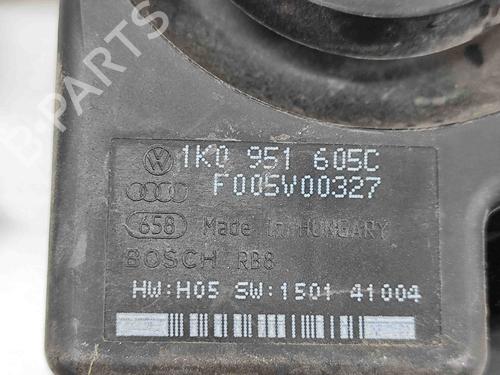 B-Parts
1K0 951 605C
F005V00327
658 Made in HUNGARY
BOSCH RB8
HW:H05 SW:1501 41004